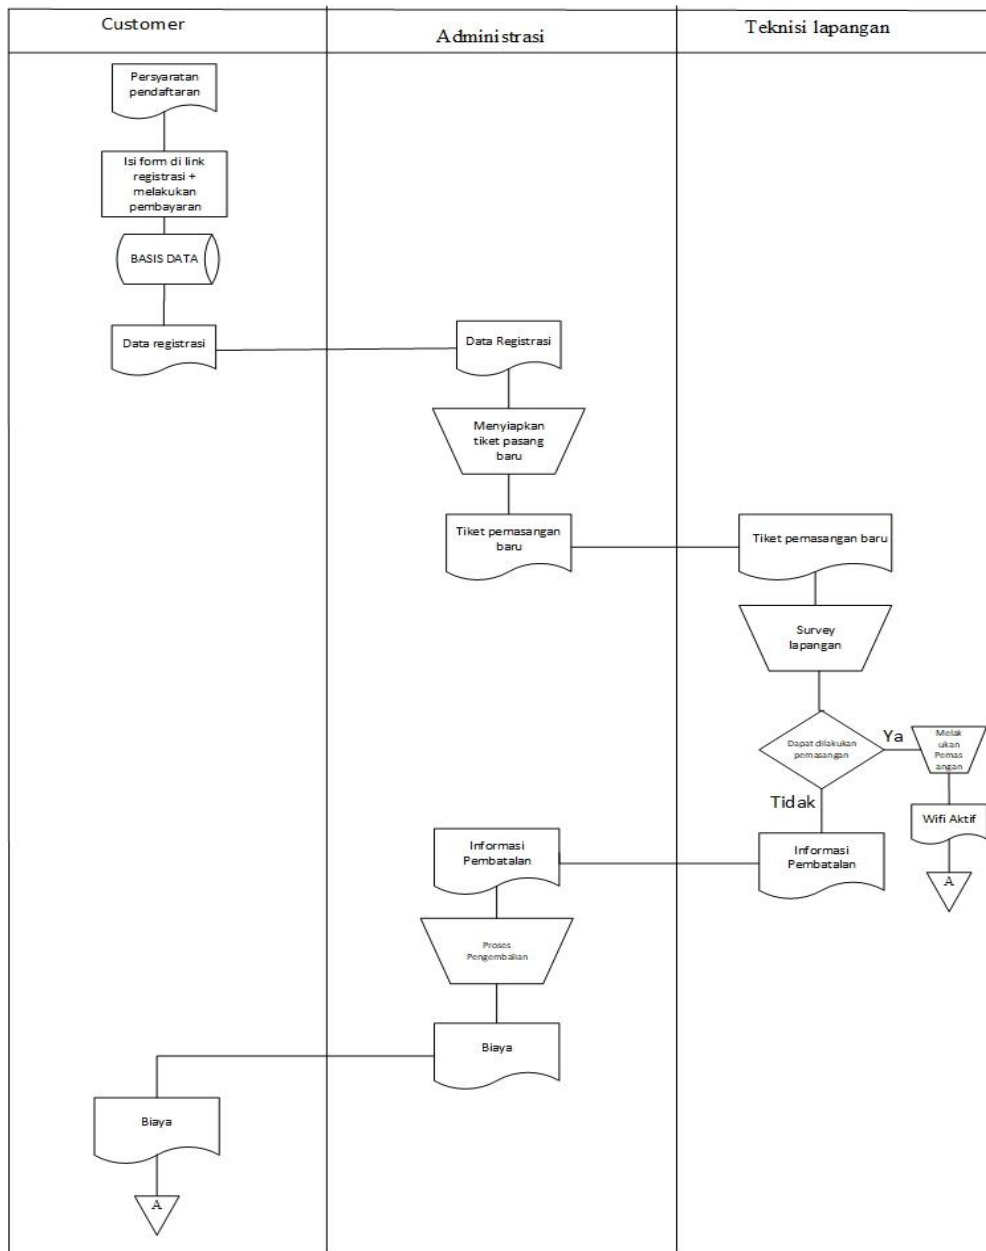 Customer
Administrasi
Teknisi lapangan
Persyaratan
pendaftaran
Isi form di link
registrasi +
melakukan
pembayaran
BASIS DATA
Data registrasi
Data Registrasi
Menyiapkan
tiket pasang
baru
Tiket pemasangan
baru
Tiket pemasangan baru
Survey
lapangan
Dapat dilakukan
pemasangan
Ya
Melak
ukan
Pemas
angan
Tidak
Wifi Aktif
A
Informasi
Pembatalan
Informasi
Pembatalan
Proses
Pengembalian
Biaya
Biaya
A